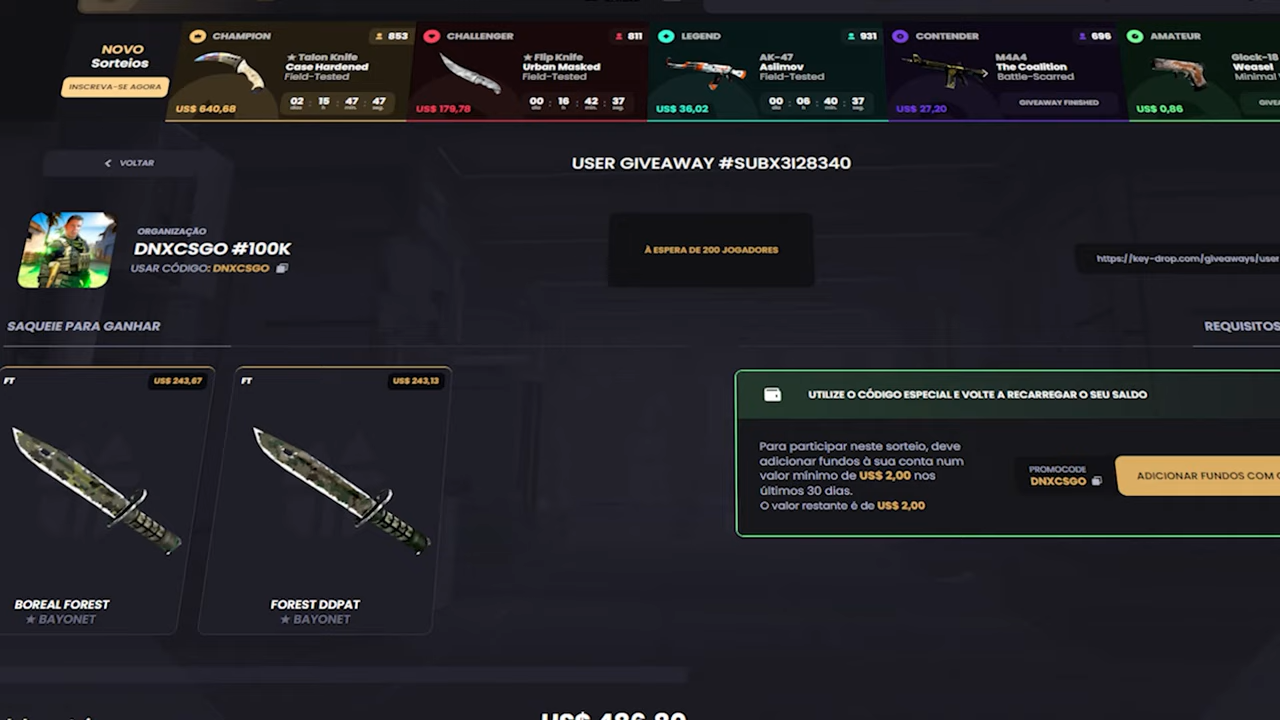 NOVO
Sorteios
INSCREVA-SE AGORA
CHAMPION
853
★ Talon Knife
Case Hardened
Field-Tested
US$ 640,68
02 : 15 : 47 : 47
CHALLENGER
811
★ Flip Knife
Urban Masked
Field-Tested
US$ 179,78
00 : 16 : 42 : 37
LEGEND
931
AK-47
Asiimov
Field-Tested
US$ 36,02
00 : 06 : 40 : 37
CONTENDER
696
M4A4
The Coalition
Battle-Scarred
US$ 27,20
GIVEAWAY FINISHED
AMATEUR
Glock-18
Weasel
Minimal
US$ 0,86
VOLTAR
USER GIVEAWAY #SUBX3I28340
ORGANIZAÇÃO
DNXCSGO #100K
USAR CÓDIGO: DNXCSGO
À ESPERA DE 200 JOGADORES
https://key-drop.com/giveaways/user
SAQUEIE PARA GANHAR
REQUISITOS
FT
US$ 243,67
BOREAL FOREST
★ BAYONET
FT
US$ 243,13
FOREST DDPAT
★ BAYONET
UTILIZE O CÓDIGO ESPECIAL E VOLTE A RECARREGAR O SEU SALDO
Para participar neste sorteio, deve
adicionar fundos à sua conta num
valor mínimo de US$ 2,00 nos
últimos 30 dias.
O valor restante é de US$ 2,00
PROMOCODE
DNXCSGO
ADICIONAR FUNDOS COM
US$ 486,80